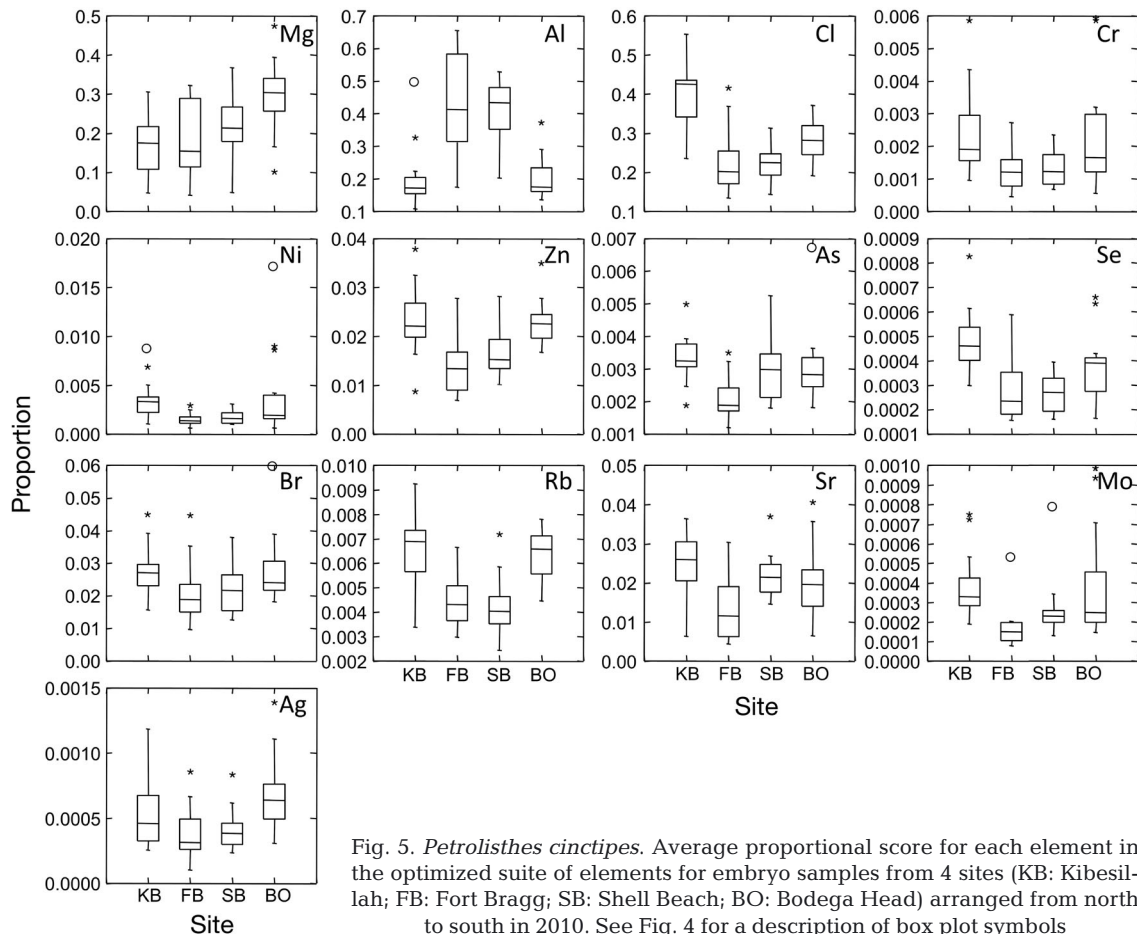 0.5 Mg 0.7 Al 0.6 Cl 0.006 Cr
0.4 0.6 0.5 0.005
0.3 0.5 0.4 0.004
0.2 0.4 0.3 0.003
0.1 0.3 0.2 0.002
0.0 0.2 0.1 0.001
0.1 0.000
0.020 Ni 0.04 Zn 0.007 As 0.0009 Se
0.015 0.03 0.006 0.0008
0.010 0.02 0.005 0.0007
0.005 0.01 0.004 0.0006
0.000 0.00 0.003 0.0005
0.002 0.0004
0.001 0.0003
0.0002
0.0001
Proportion
0.06 Br 0.010 Rb 0.05 Sr 0.0010 Mo
0.05 0.009 0.04 0.0009
0.04 0.008 0.03 0.0008
0.03 0.007 0.02 0.0007
0.02 0.006 0.01 0.0006
0.01 0.005 0.00 0.0005
0.00 0.004 0.0004
0.003 0.0003
0.002 0.0002
0.0001
0.0000
KB FB SB BO KB FB SB BO KB FB SB BO
Site
0.0015 Ag
0.0010
0.0005
0.0000
KB FB SB BO
Site
Fig. 5. Petrolisthes cinctipes. Average proportional score for each element in
the optimized suite of elements for embryo samples from 4 sites (KB: Kibesil-
lah; FB: Fort Bragg; SB: Shell Beach; BO: Bodega Head) arranged from north
to south in 2010. See Fig. 4 for a description of box plot symbols